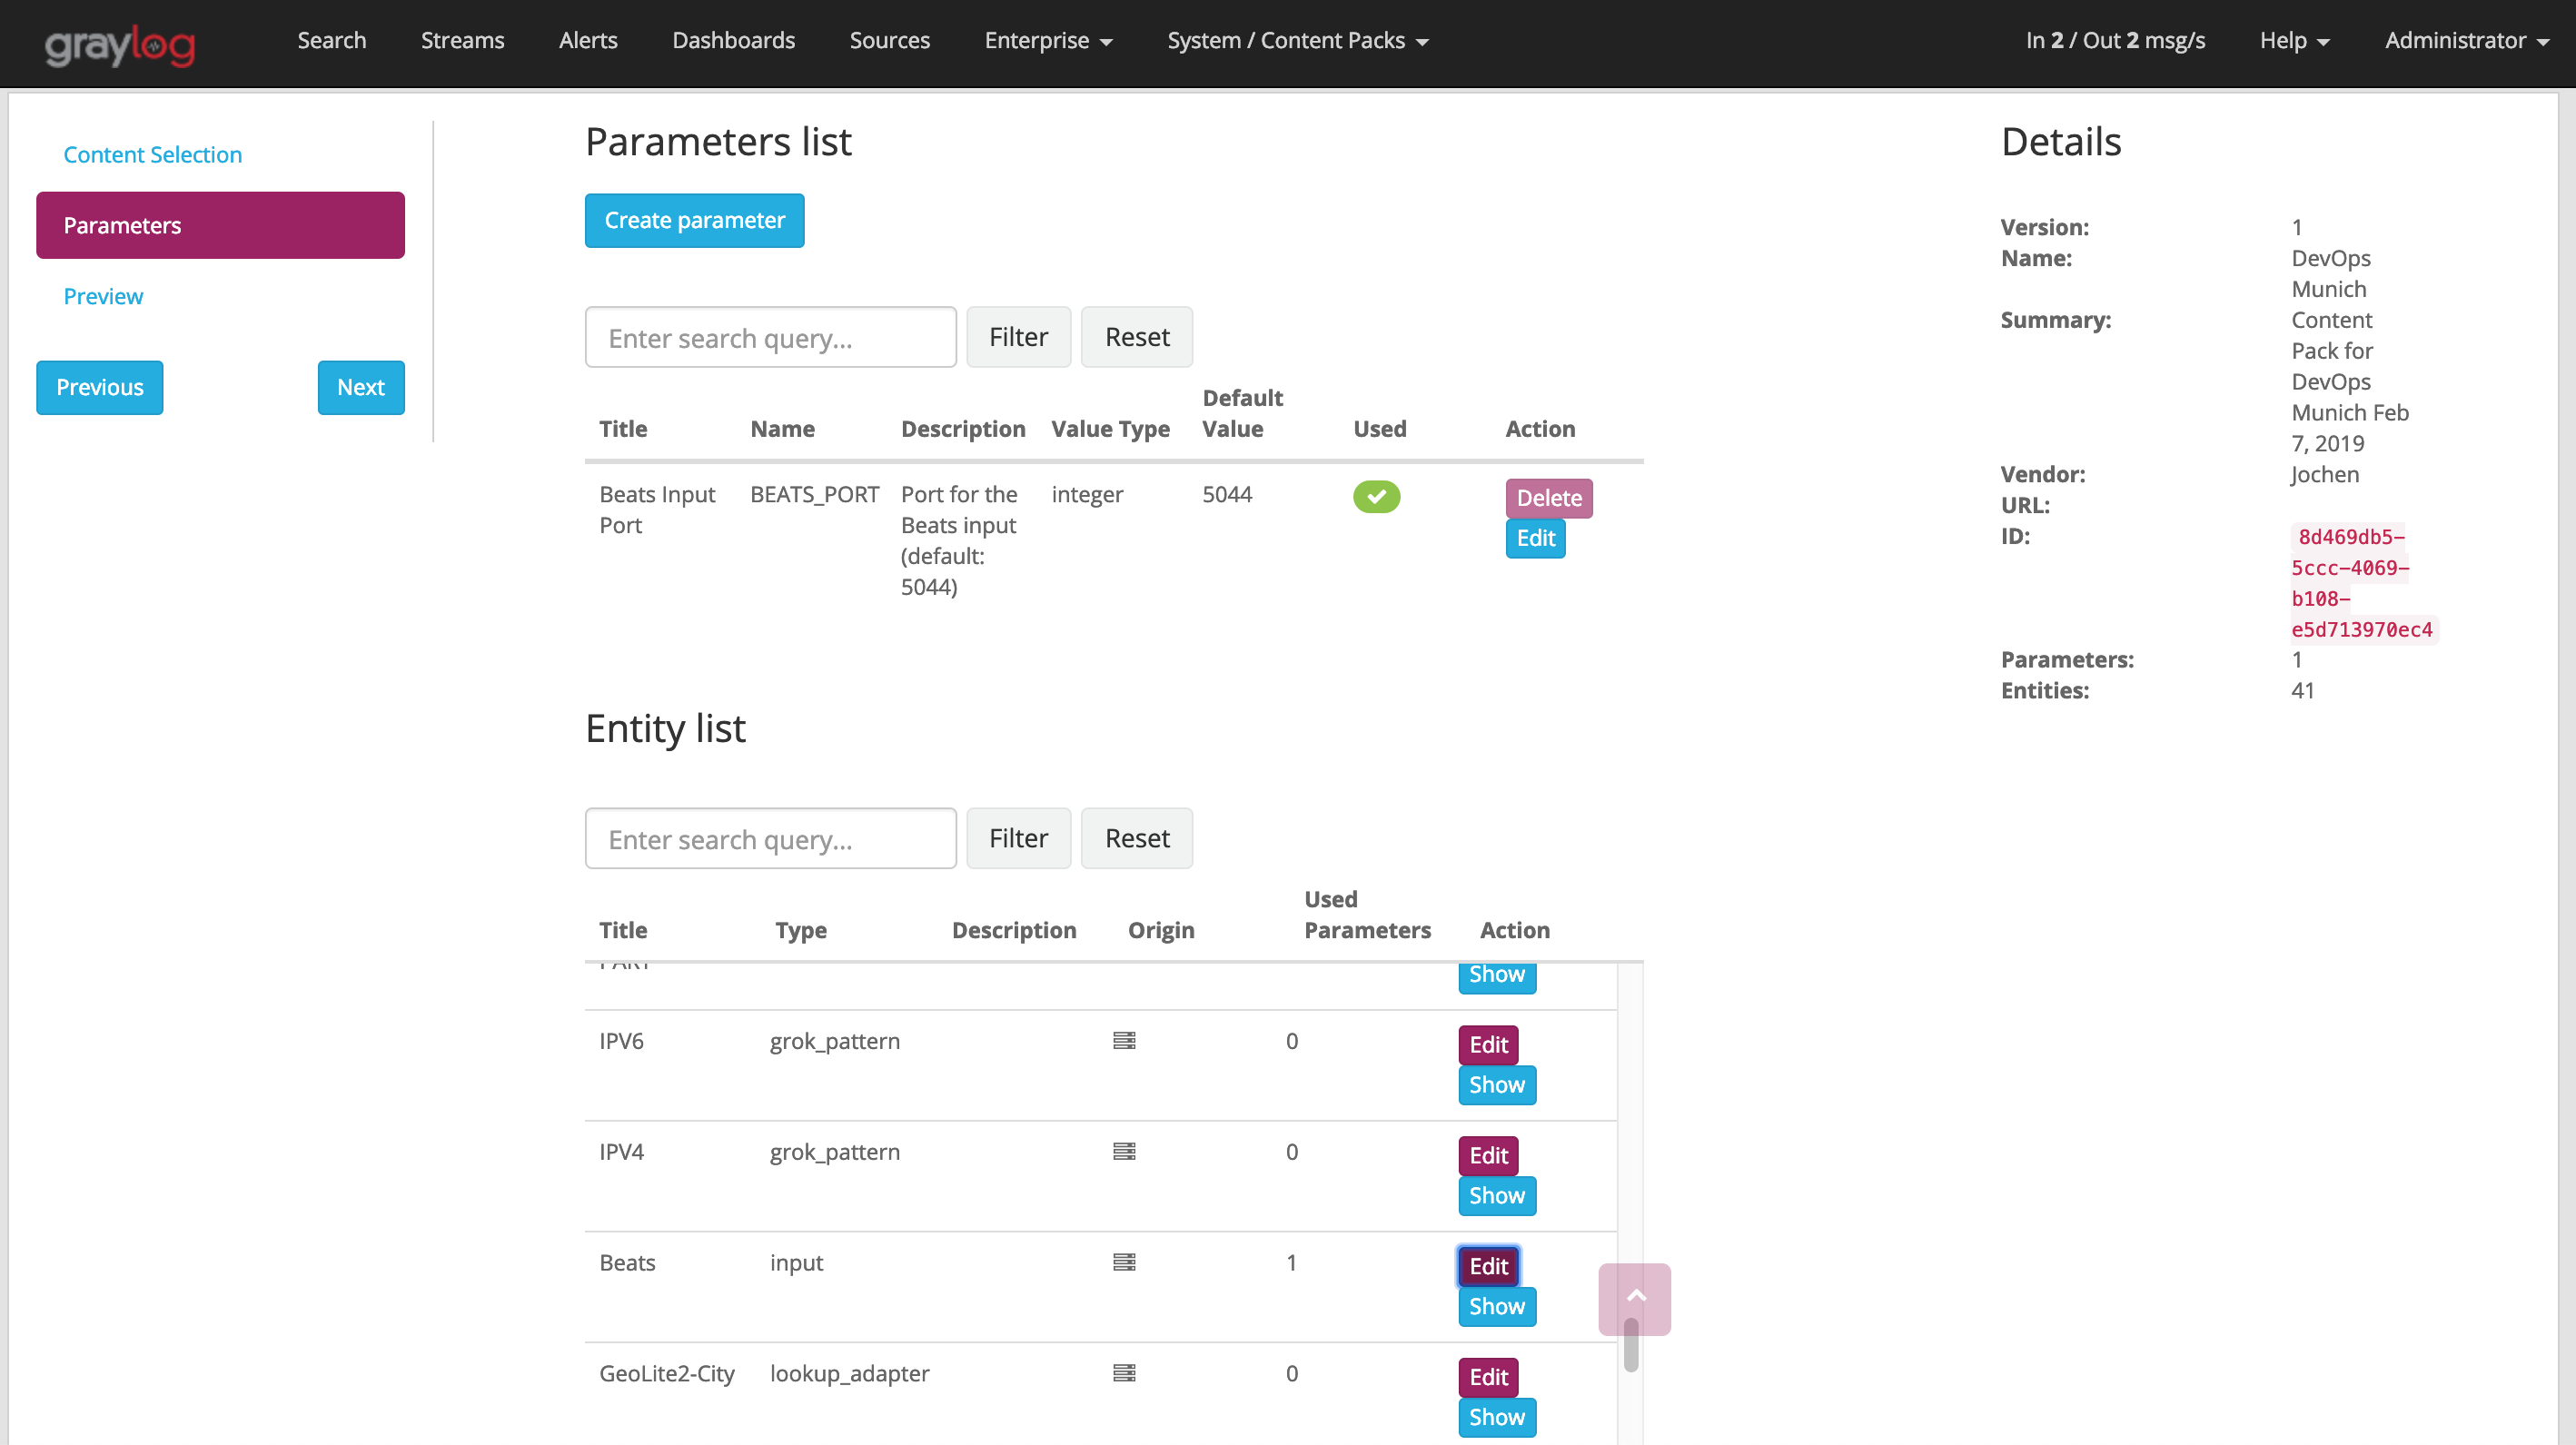 graylog
Search Streams Alerts Dashboards Sources Enterprise System / Content Packs In 2 / Out 2 msg/s Help Administrator
Content Selection
Parameters
Preview
Previous Next
Parameters list
Create parameter
Enter search query... Filter Reset
Title Name Description Value Type Default Value Used Action
Beats Input BEATS_PORT Port for the integer 5044 Delete
Port Beats input Edit
(default:
5044)
Entity list
Enter search query... Filter Reset
Title Type Description Origin Used Parameters Action
Show
IPV6 grok_pattern 0 Edit
Show
IPV4 grok_pattern 0 Edit
Show
Beats input 1 Edit
Show
GeoLite2-City lookup_adapter 0 Edit
Show
Details
Version: 1
Name: DevOps
Munich
Summary: Content
Pack for
DevOps
Munich Feb
7, 2019
Vendor: Jochen
URL:
ID: 8d469db5-
5ccc-4069-
b108-
e5d713970ec4
Parameters: 1
Entities: 41